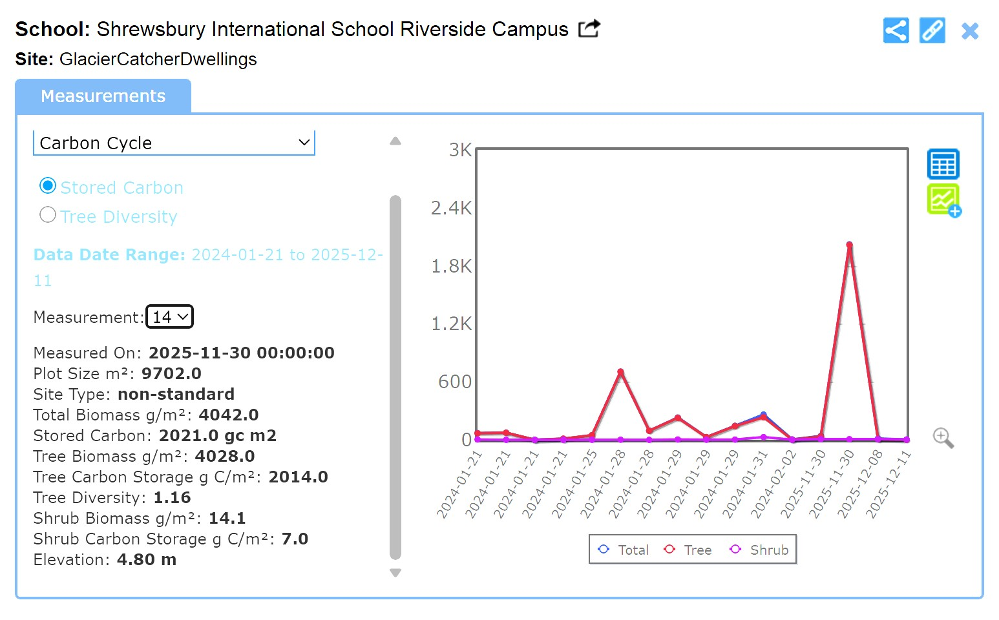 School: Shrewsbury International School Riverside Campus
Site: GlacierCatcherDwellings
Measurements
Carbon Cycle
Stored Carbon
Tree Diversity
Data Date Range: 2024-01-21 to 2025-12-
11
Measurement: 14
Measured On: 2025-11-30 00:00:00
Plot Size m²: 9702.0
Site Type: non-standard
Total Biomass g/m²: 4042.0
Stored Carbon: 2021.0 gc m2
Tree Biomass g/m²: 4028.0
Tree Carbon Storage g C/m²: 2014.0
Tree Diversity: 1.16
Shrub Biomass g/m²: 14.1
Shrub Carbon Storage g C/m²: 7.0
Elevation: 4.80 m
3K
2.4K
1.8K
1.2K
600
0
2024-01-21
2024-01-21
2024-01-21
2024-01-21
2024-01-25
2024-01-28
2024-01-28
2024-01-29
2024-01-29
2024-01-29
2024-01-31
2024-02-02
2025-11-30
2025-11-30
2025-12-08
2025-12-11
Total Tree Shrub